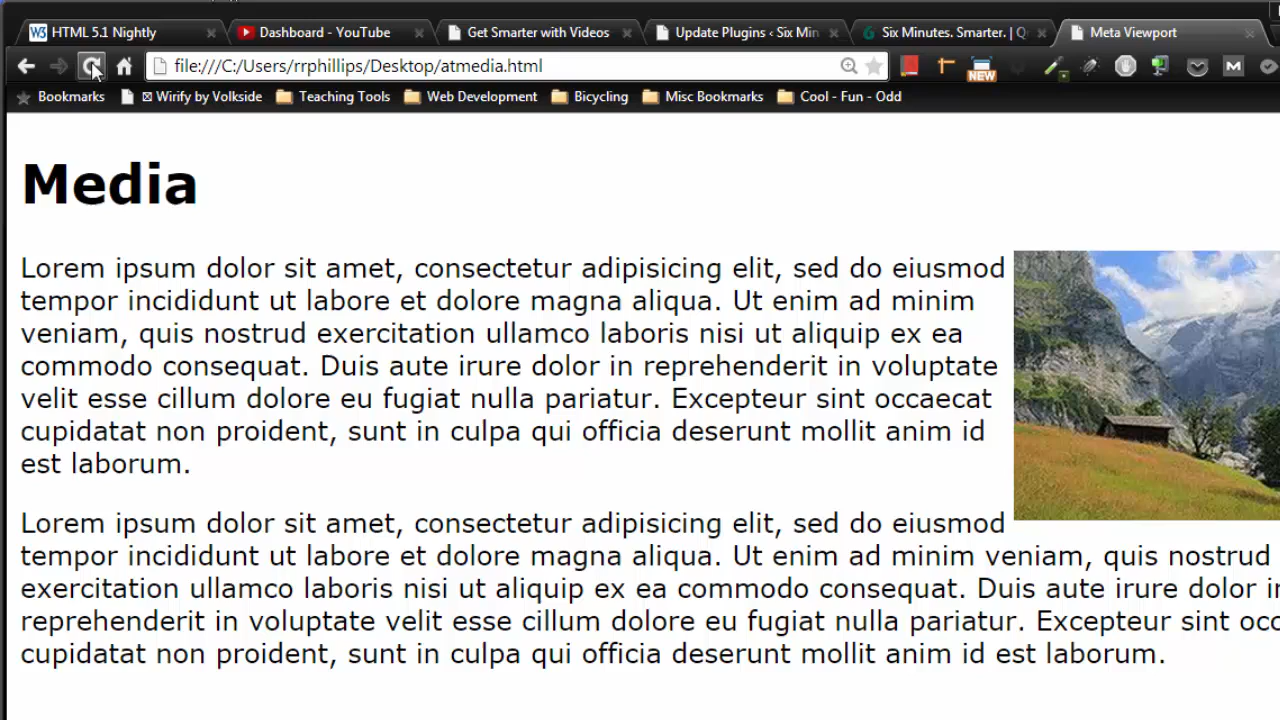 W3 HTML 5.1 Nightly
Dashboard - YouTube
Get Smarter with Videos
Update Plugins ‹ Six Min
Six Minutes. Smarter. | Q
Meta Viewport
file:///C:/Users/rrphillips/Desktop/atmedia.html
NEW
M
Bookmarks
Wirify by Volkside
Teaching Tools
Web Development
Bicycling
Misc Bookmarks
Cool - Fun - Odd
Media
Lorem ipsum dolor sit amet, consectetur adipisicing elit, sed do eiusmod
tempor incididunt ut labore et dolore magna aliqua. Ut enim ad minim
veniam, quis nostrud exercitation ullamco laboris nisi ut aliquip ex ea
commodo consequat. Duis aute irure dolor in reprehenderit in voluptate
velit esse cillum dolore eu fugiat nulla pariatur. Excepteur sint occaecat
cupidatat non proident, sunt in culpa qui officia deserunt mollit anim id
est laborum.
Lorem ipsum dolor sit amet, consectetur adipisicing elit, sed do eiusmod
tempor incididunt ut labore et dolore magna aliqua. Ut enim ad minim veniam, quis nostrud
exercitation ullamco laboris nisi ut aliquip ex ea commodo consequat. Duis aute irure dolor in
reprehenderit in voluptate velit esse cillum dolore eu fugiat nulla pariatur. Excepteur sint occ
cupidatat non proident, sunt in culpa qui officia deserunt mollit anim id est laborum.